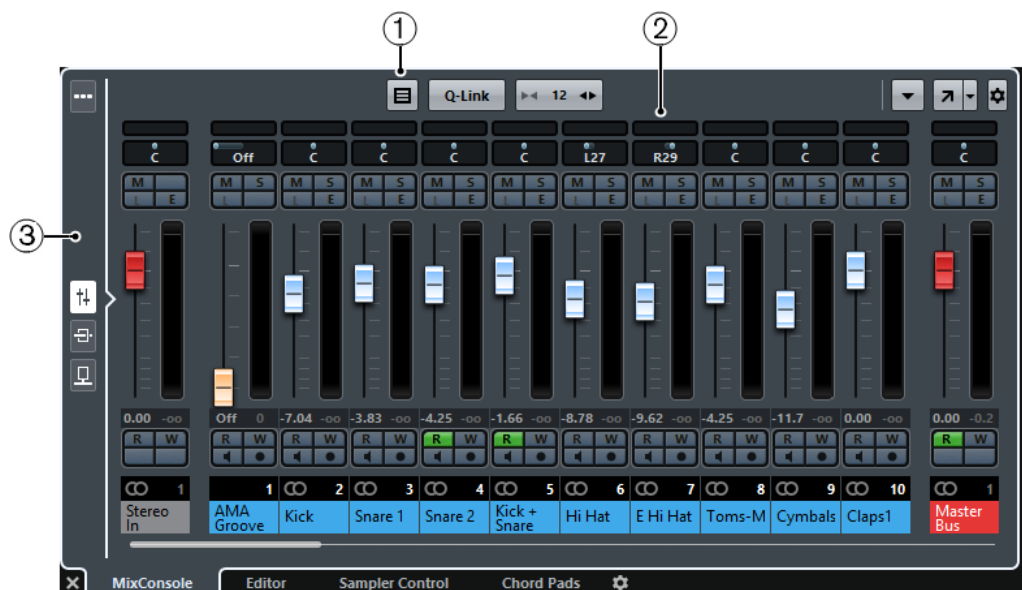 1
2
3
Q-Link 12
C Off C C C C L27 R29 C C C C
M M S M S M S M S M S M S M S M S M S M S M S
L E L L E L E L E L E L E L E L E L E L E L E
0.00 -oo Off 0 -7.04 -oo -3.83 -oo -4.25 -oo -1.66 -oo -8.78 -oo -9.62 -oo -4.25 -oo -11.7 -oo 0.00 -oo 0.00 -0.2
R W R W R W R W R W R W R W R W R W R W R W R W
1 1 2 3 4 5 6 7 8 9 10 1
Stereo In
AMA Groove
Kick
Snare 1
Snare 2
Kick + Snare
Hi Hat
E Hi Hat
Toms-M
Cymbals
Claps1
Master Bus
MixConsole Editor Sampler Control Chord Pads